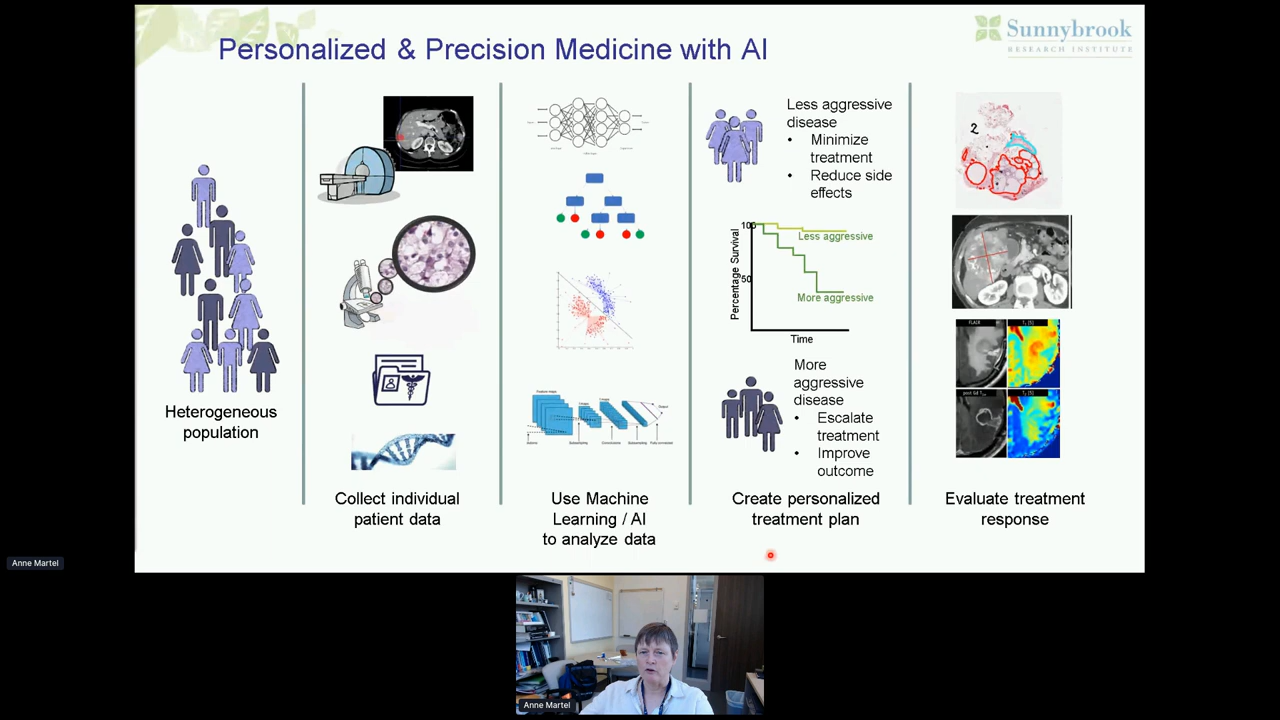 Personalized & Precision Medicine with AI
Sunnybrook
RESEARCH INSTITUTE
Heterogeneous
population
Collect individual
patient data
Use Machine
Learning / AI
to analyze data
Less aggressive
disease
• Minimize
treatment
• Reduce side
effects
Percentage Survival
100
50
Less aggressive
More aggressive
Time
More
aggressive
disease
• Escalate
treatment
• Improve
outcome
Create personalized
treatment plan
2
FLAIR
Evaluate treatment
response
Anne Martel
Anne Martel